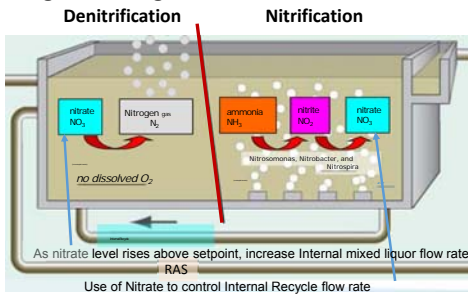 Denitrification
Nitrification
nitrate
NO3
Nitrogen gas
N2
ammonia
NH3
nitrite
NO2
nitrate
NO3
Nitrosomonas, Nitrobacter, and
Nitrospira
no dissolved O2
As nitrate level rises above setpoint, increase Internal mixed liquor flow rate
RAS
Use of Nitrate to control Internal Recycle flow rate